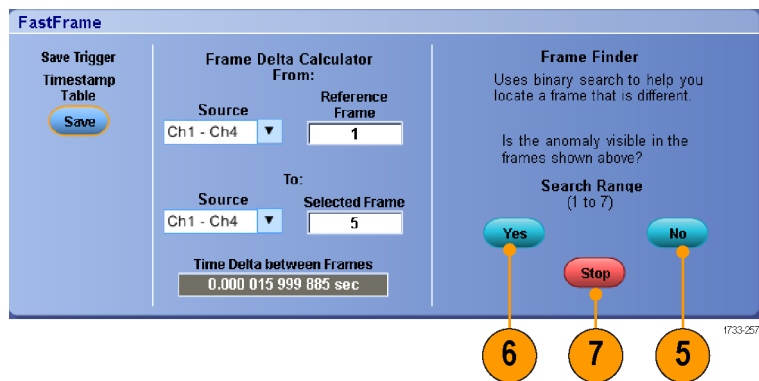 FastFrame
Save Trigger
Timestamp
Table
Save
Frame Delta Calculator
From:
Source
Reference
Frame
Ch1 - Ch4
1
To:
Source
Selected Frame
Ch1 - Ch4
5
Time Delta between Frames
0.000 015 999 885 sec
Frame Finder
Uses binary search to help you
locate a frame that is different.
Is the anomaly visible in the
frames shown above?
Search Range
(1 to 7)
Yes
No
Stop
1733-257
6
7
5